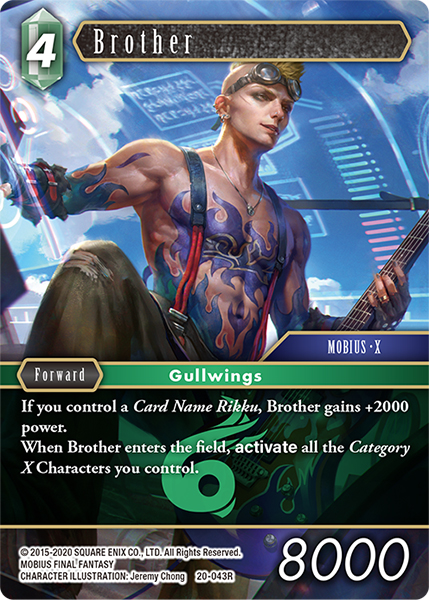 4
Brother
MOBIUS · X
Forward
Gullwings
If you control a Card Name Rikku, Brother gains +2000
power.
When Brother enters the field, activate all the Category
X Characters you control.
© 2015-2020 SQUARE ENIX CO., LTD. All Rights Reserved.
MOBIUS FINAL FANTASY
CHARACTER ILLUSTRATION: Jeremy Chong 20-043R
8000